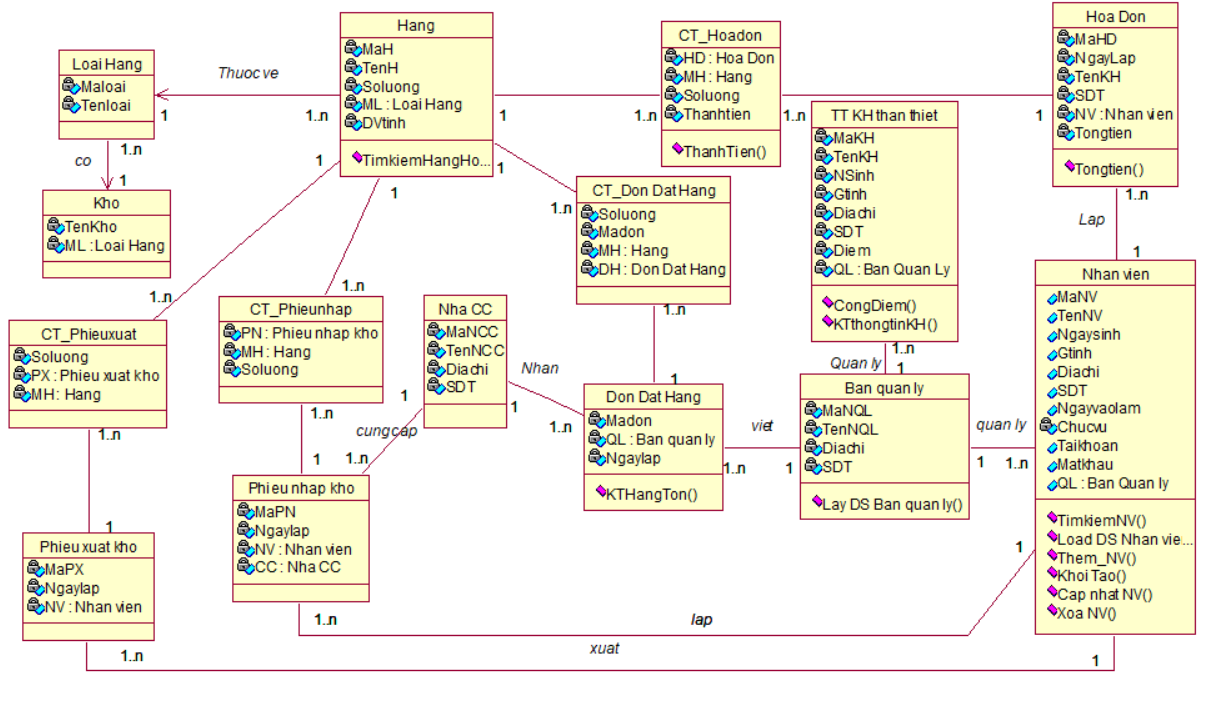 Hang
MaH
TenH
Soluong
ML : Loai Hang
DVtinh
TimkiemHangHo...
Loai Hang
Maloai
Tenloai
Thuoc ve
1
1..n
co
1..n
1
Kho
TenKho
ML : Loai Hang
CT_Hoadon
HD : Hoa Don
MH : Hang
Soluong
Thanhtien
ThanhTien()
1
1..n
1..n
1
Hoa Don
MaHD
NgayLap
TenKH
SDT
NV : Nhan vien
Tongtien
Tongtien()
1..n
Lap
1
TT KH than thiet
MaKH
TenKH
NSinh
Gtinh
Diachi
SDT
Diem
QL : Ban Quan Ly
CongDiem()
KTthongtinKH()
1..n
Quan ly
1
CT_Don Dat Hang
Soluong
Madon
MH : Hang
DH : Don Dat Hang
1
1..n
1..n
1
1
1..n
1
1..n
CT_Phieuxuat
Soluong
PX : Phieu xuat kho
MH : Hang
1..n
1
CT_Phieunhap
PN : Phieu nhap kho
MH : Hang
Soluong
1..n
1
Nha CC
MaNCC
TenNCC
Diachi
SDT
Nhan
1
1..n
1
cung cap
1..n
Don Dat Hang
Madon
QL : Ban quan ly
Ngaylap
KTHangTon()
viet
1..n
1
Ban quan ly
MaNQL
TenNQL
Diachi
SDT
Lay DS Ban quan ly()
quan ly
1
1..n
Nhan vien
MaNV
TenNV
Ngaysinh
Gtinh
Diachi
SDT
Ngayvaolam
Chucvu
Taikhoan
Matkhau
QL : Ban Quan ly
TimkiemNV()
Load DS Nhan vie...
Them_NV()
Khoi Tao()
Cap nhat NV()
Xoa NV()
Phieu nhap kho
MaPN
Ngaylap
NV : Nhan vien
CC : Nha CC
Phieu xuat kho
MaPX
Ngaylap
NV : Nhan vien
1..n
lap
1
1..n
xuat
1